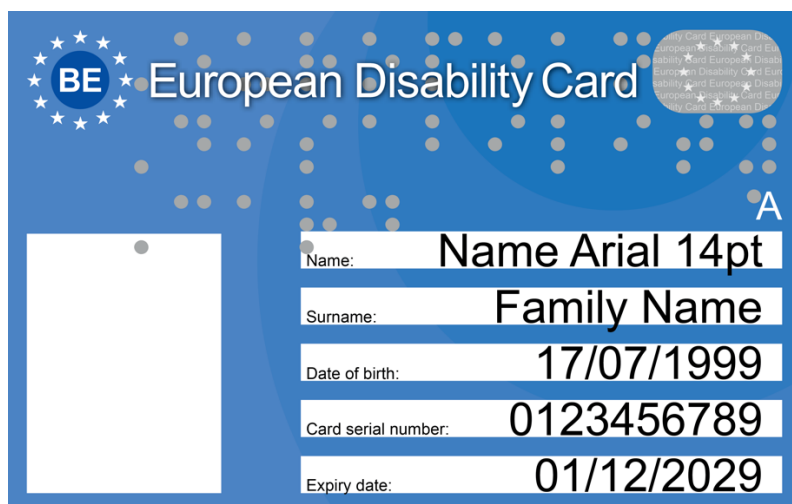 BE European Disability Card
A
Name: Name Arial 14pt
Surname: Family Name
Date of birth: 17/07/1999
Card serial number: 0123456789
Expiry date: 01/12/2029